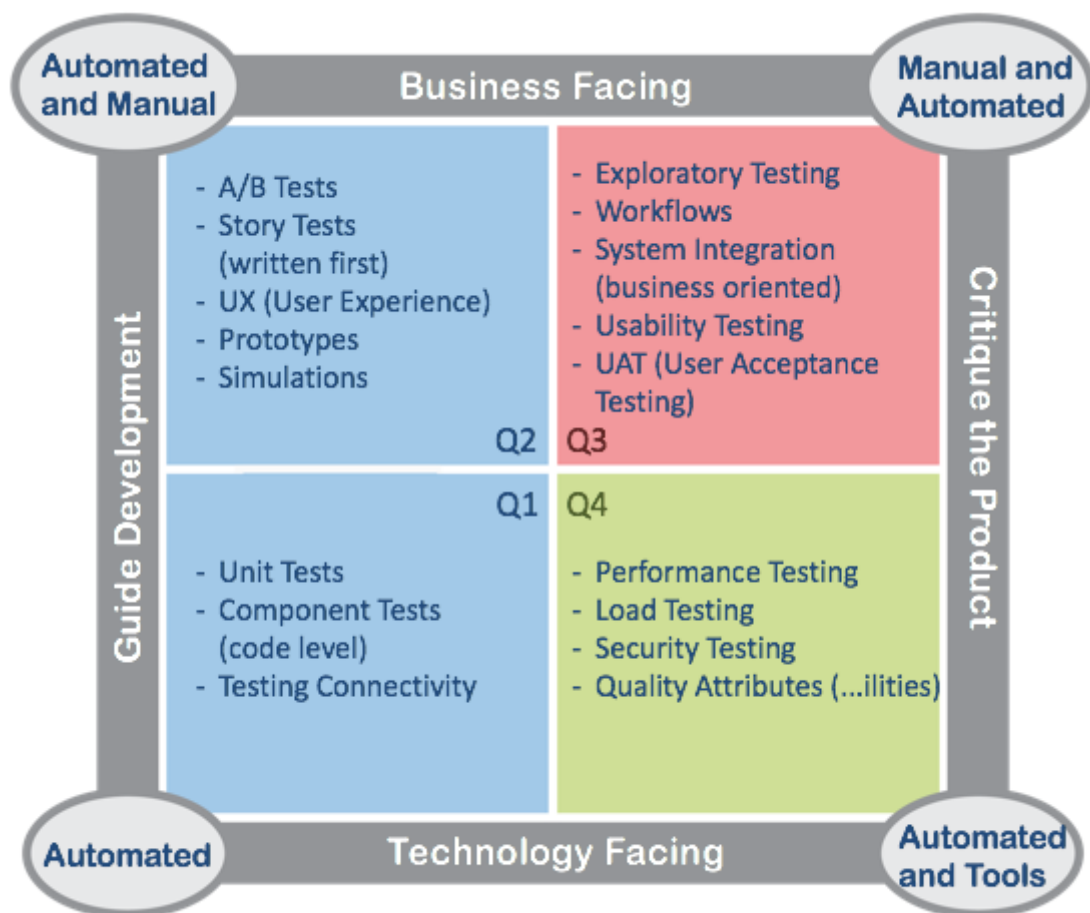 Automated
and Manual
Business Facing
Manual and
Automated
Guide Development
- A/B Tests
- Story Tests
(written first)
- UX (User Experience)
- Prototypes
- Simulations
Q2
- Exploratory Testing
- Workflows
- System Integration
(business oriented)
- Usability Testing
- UAT (User Acceptance
Testing)
Q3
Critique the Product
Q1
- Unit Tests
- Component Tests
(code level)
- Testing Connectivity
Q4
- Performance Testing
- Load Testing
- Security Testing
- Quality Attributes (...ilities)
Automated
Technology Facing
Automated
and Tools